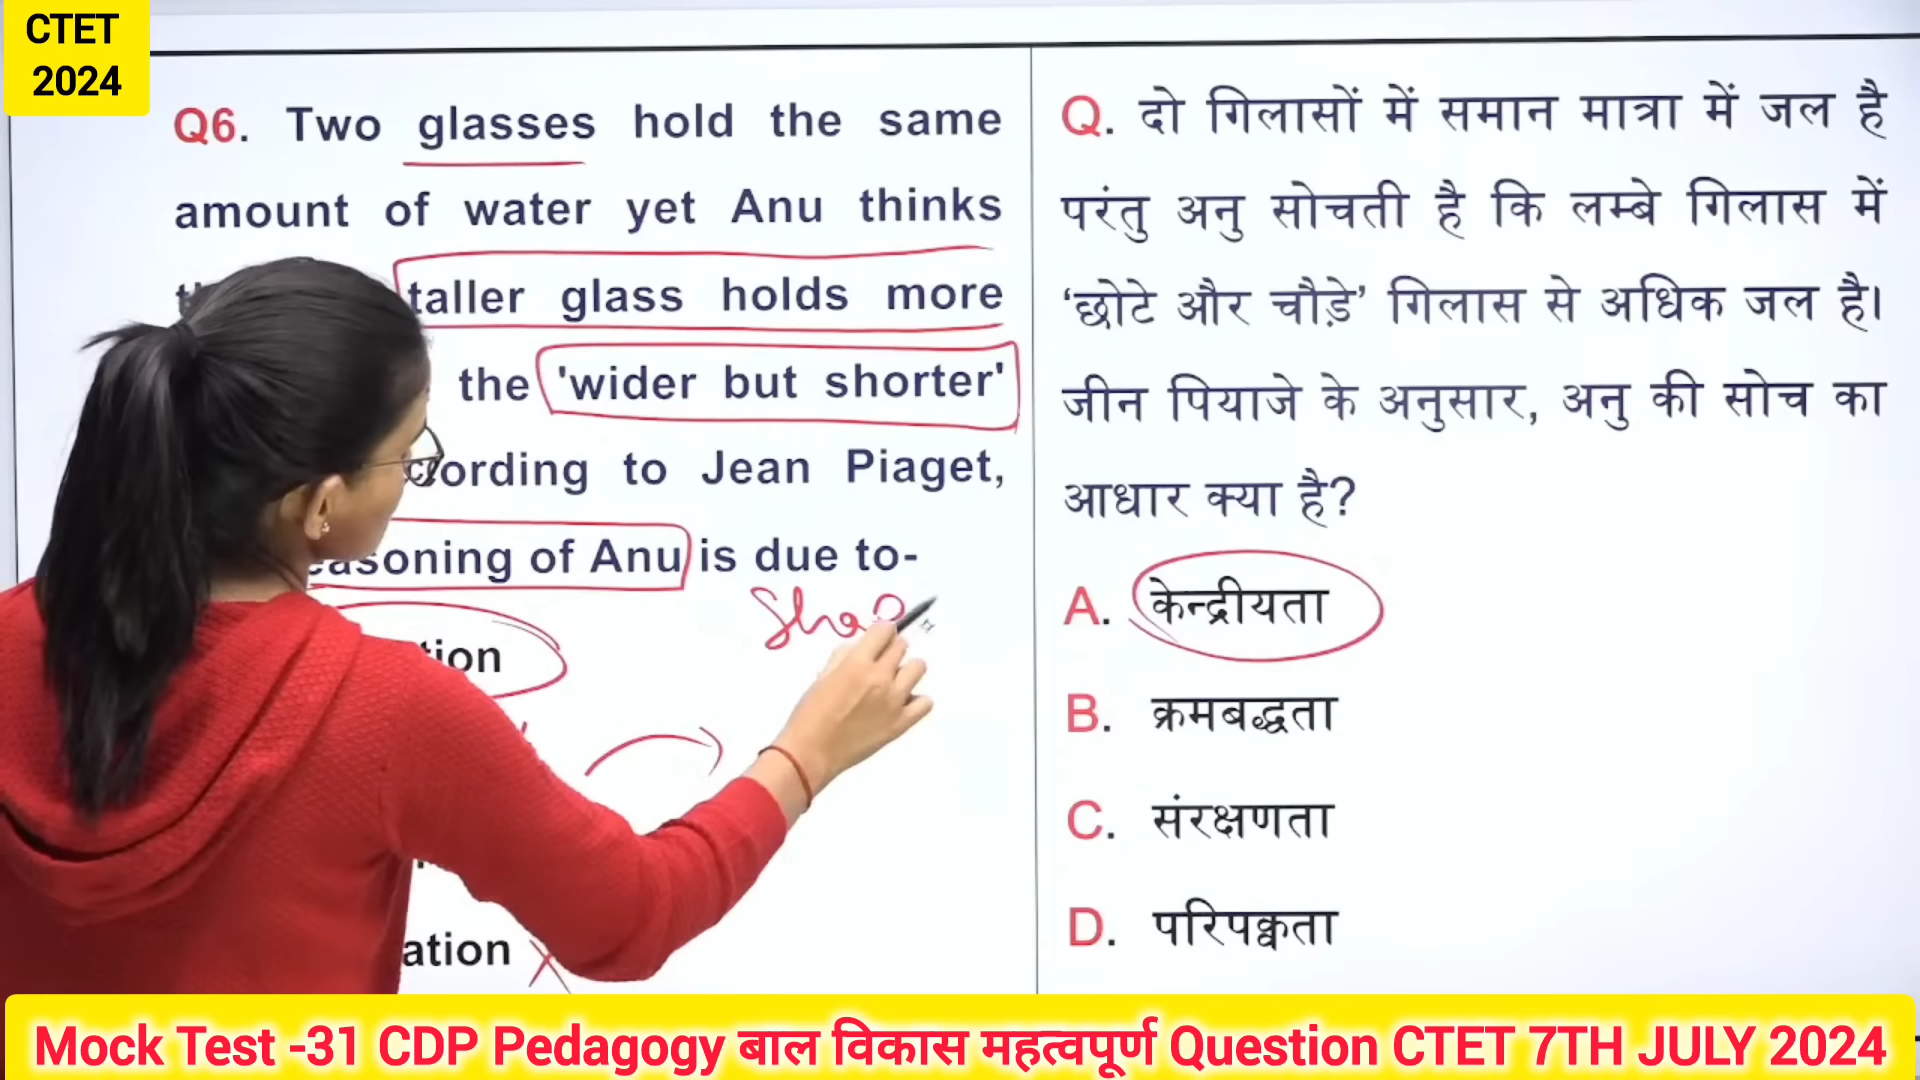 CTET
2024
Q6. Two glasses hold the same
amount of water yet Anu thinks
taller glass holds more
the 'wider but shorter'
cording to Jean Piaget,
easoning of Anu is due to-
tion
ation
Q. दो गिलासों में समान मात्रा में जल है
परंतु अनु सोचती है कि लम्बे गिलास में
‘छोटे और चौड़े’ गिलास से अधिक जल है।
जीन पियाजे के अनुसार, अनु की सोच का
आधार क्या है?
A. केन्द्रीयता
B. क्रमबद्धता
C. संरक्षणता
D. परिपक्वता
Mock Test -31 CDP Pedagogy बाल विकास महत्वपूर्ण Question CTET 7TH JULY 2024